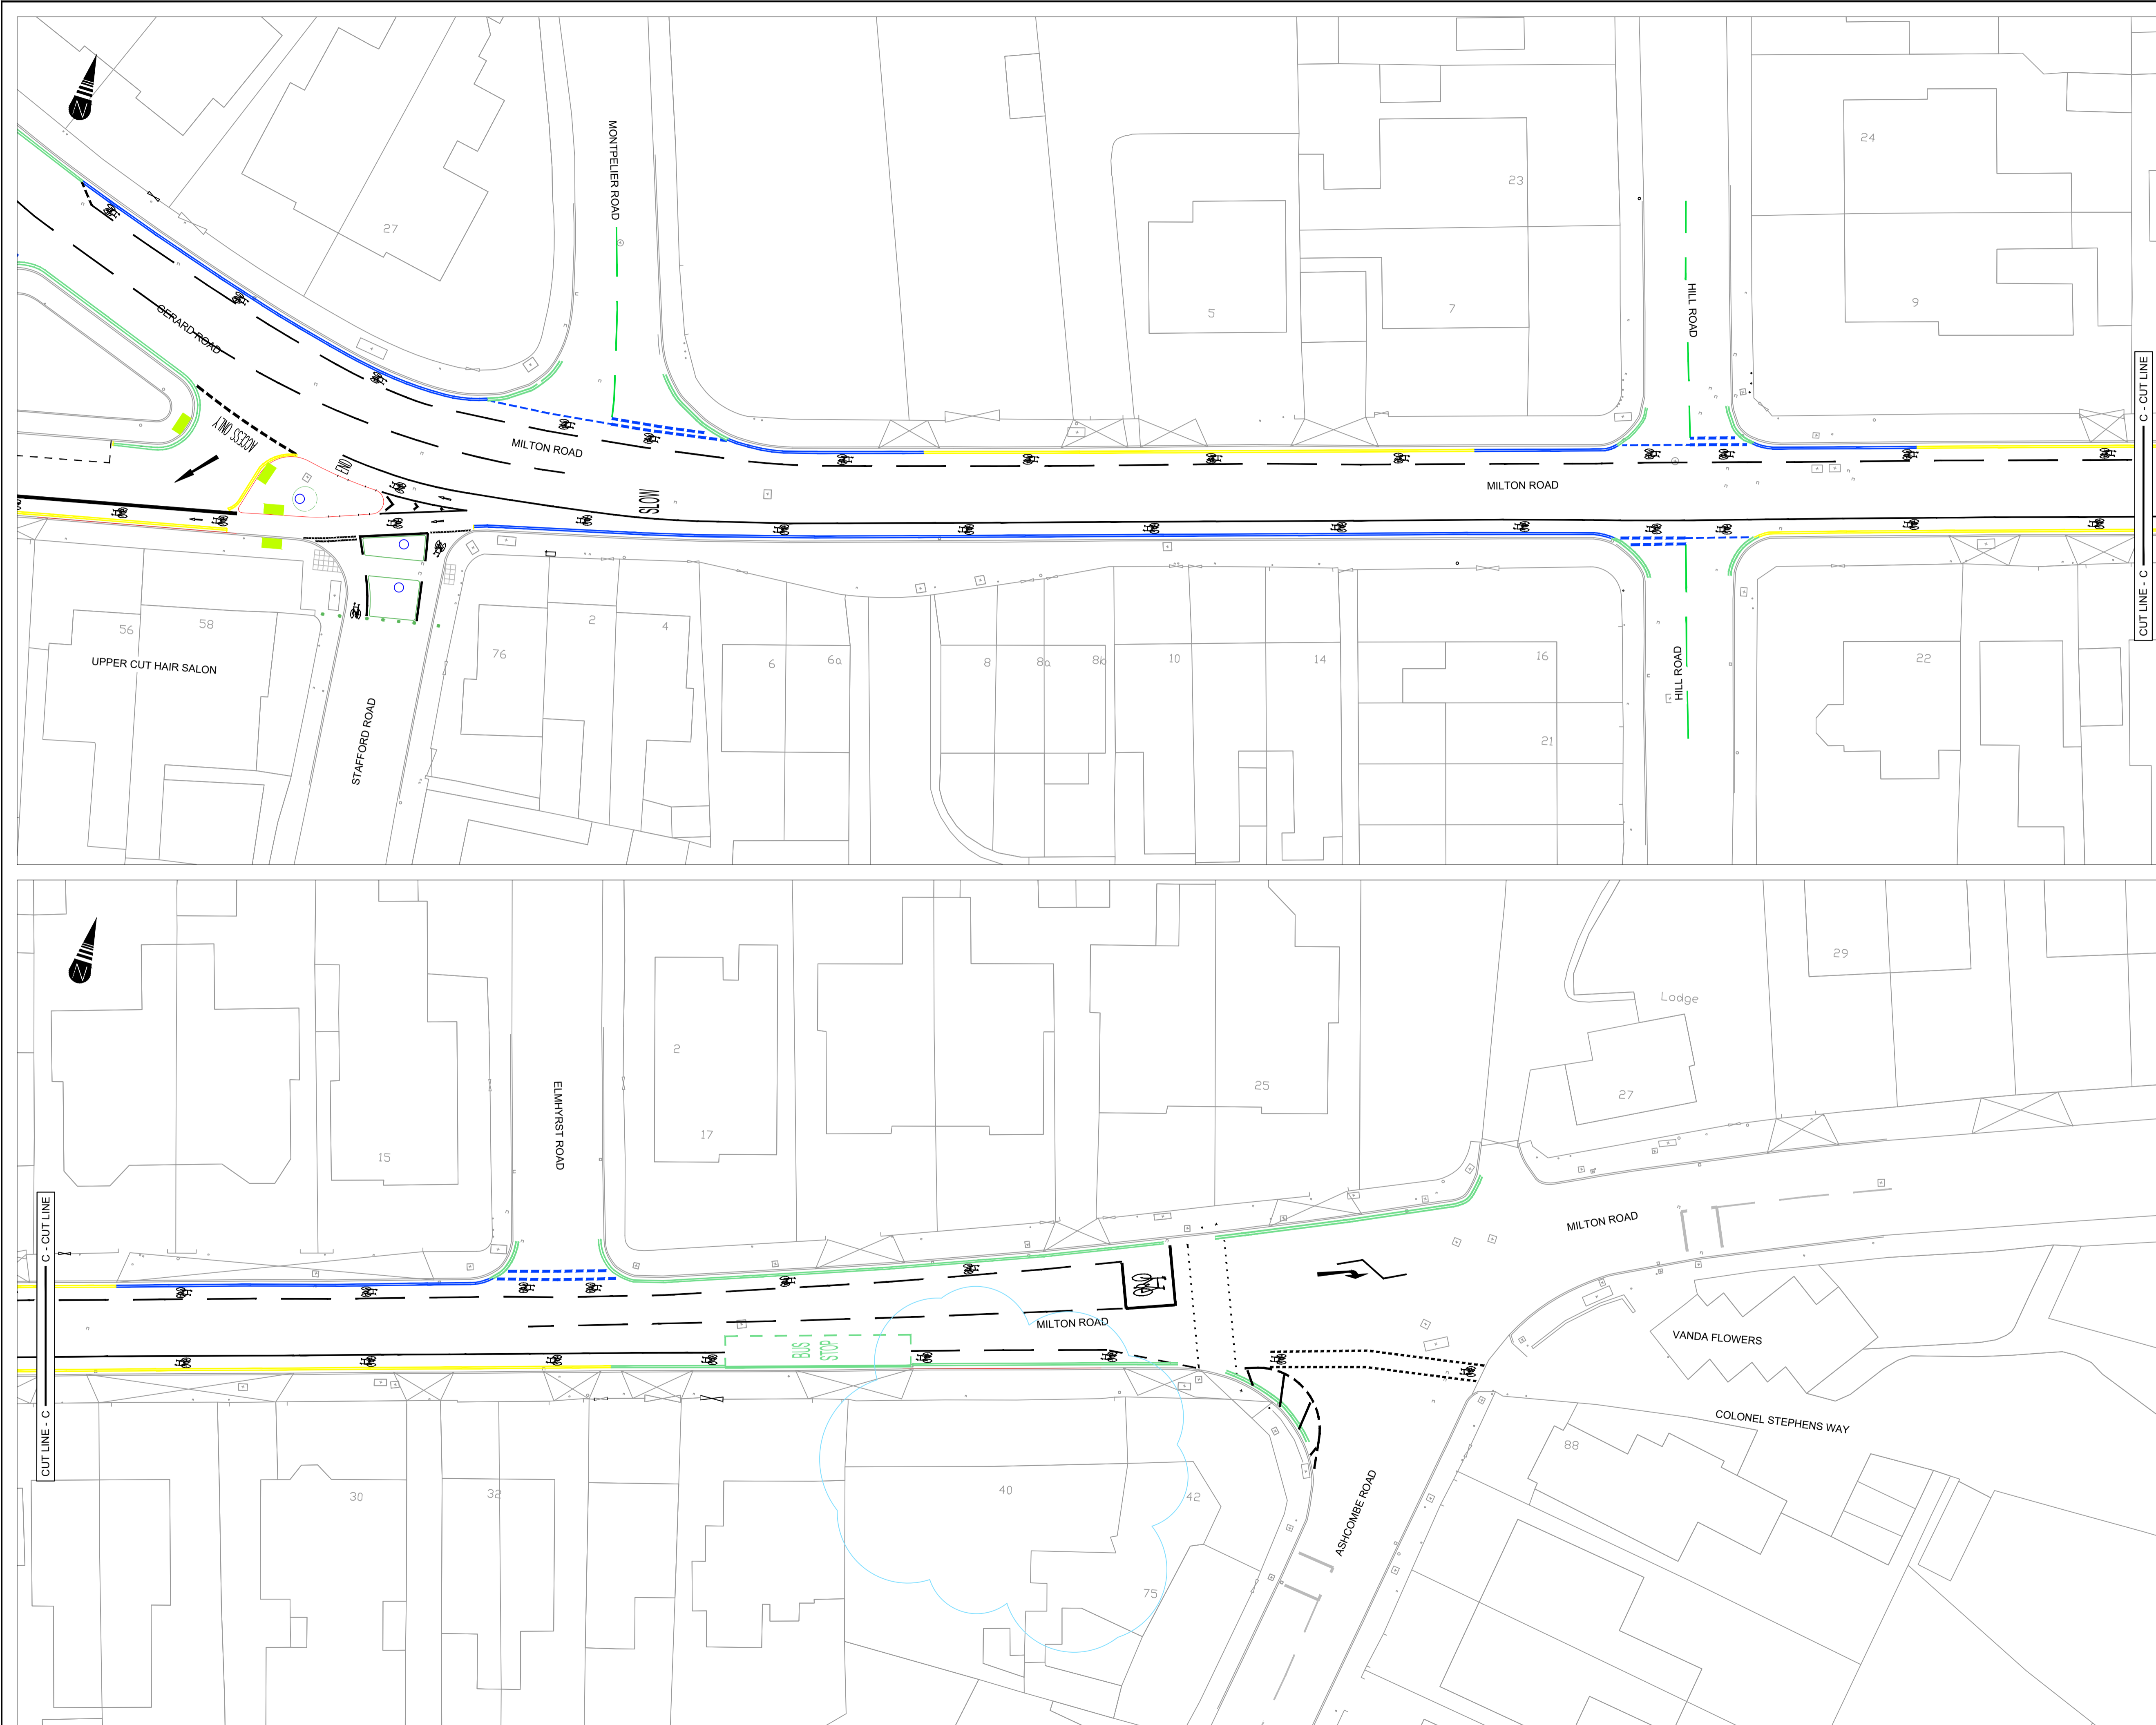 N
MONTPELIER ROAD
24
23
27
GERARD ROAD
5
7
HILL ROAD
9
C - CUT LINE
ACCESS ONLY
END
MILTON ROAD
SLOW
MILTON ROAD
CUT LINE - C
56
58
UPPER CUT HAIR SALON
STAFFORD ROAD
76
2
4
6
6a
8
8a
8b
10
14
16
21
HILL ROAD
22
N
29
Lodge
2
ELMHYRST ROAD
25
27
17
15
C - CUT LINE
MILTON ROAD
MILTON ROAD
BUS
STOP
VANDA FLOWERS
CUT LINE - C
COLONEL STEPHENS WAY
88
30
32
40
42
ASHCOMBE ROAD
75